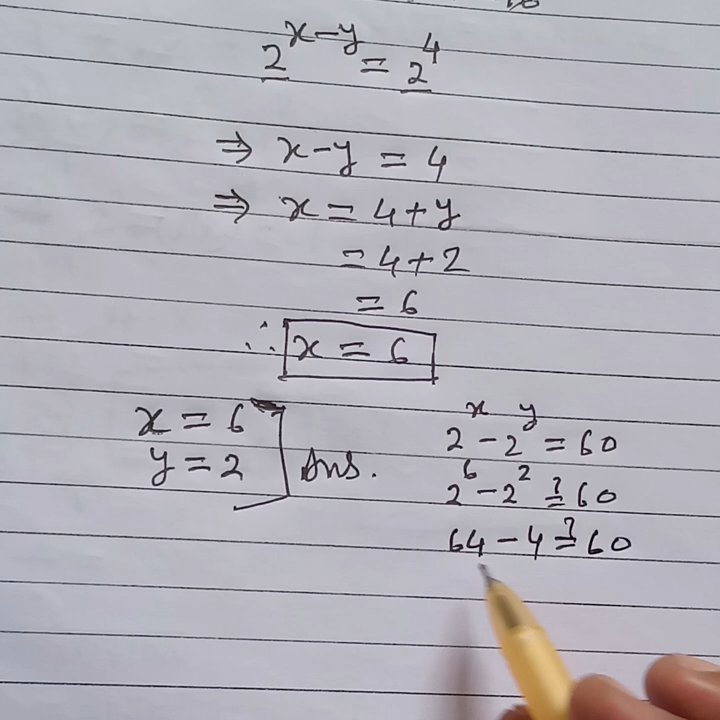 2^{x-y} = 2^4
⇒ x-y = 4
⇒ x = 4+y
= 4+2
= 6
∴ x = 6
x = 6
y = 2
Ans.
2^x - 2^y = 60
2^6 - 2^2 ?= 60
64 - 4 ?= 60